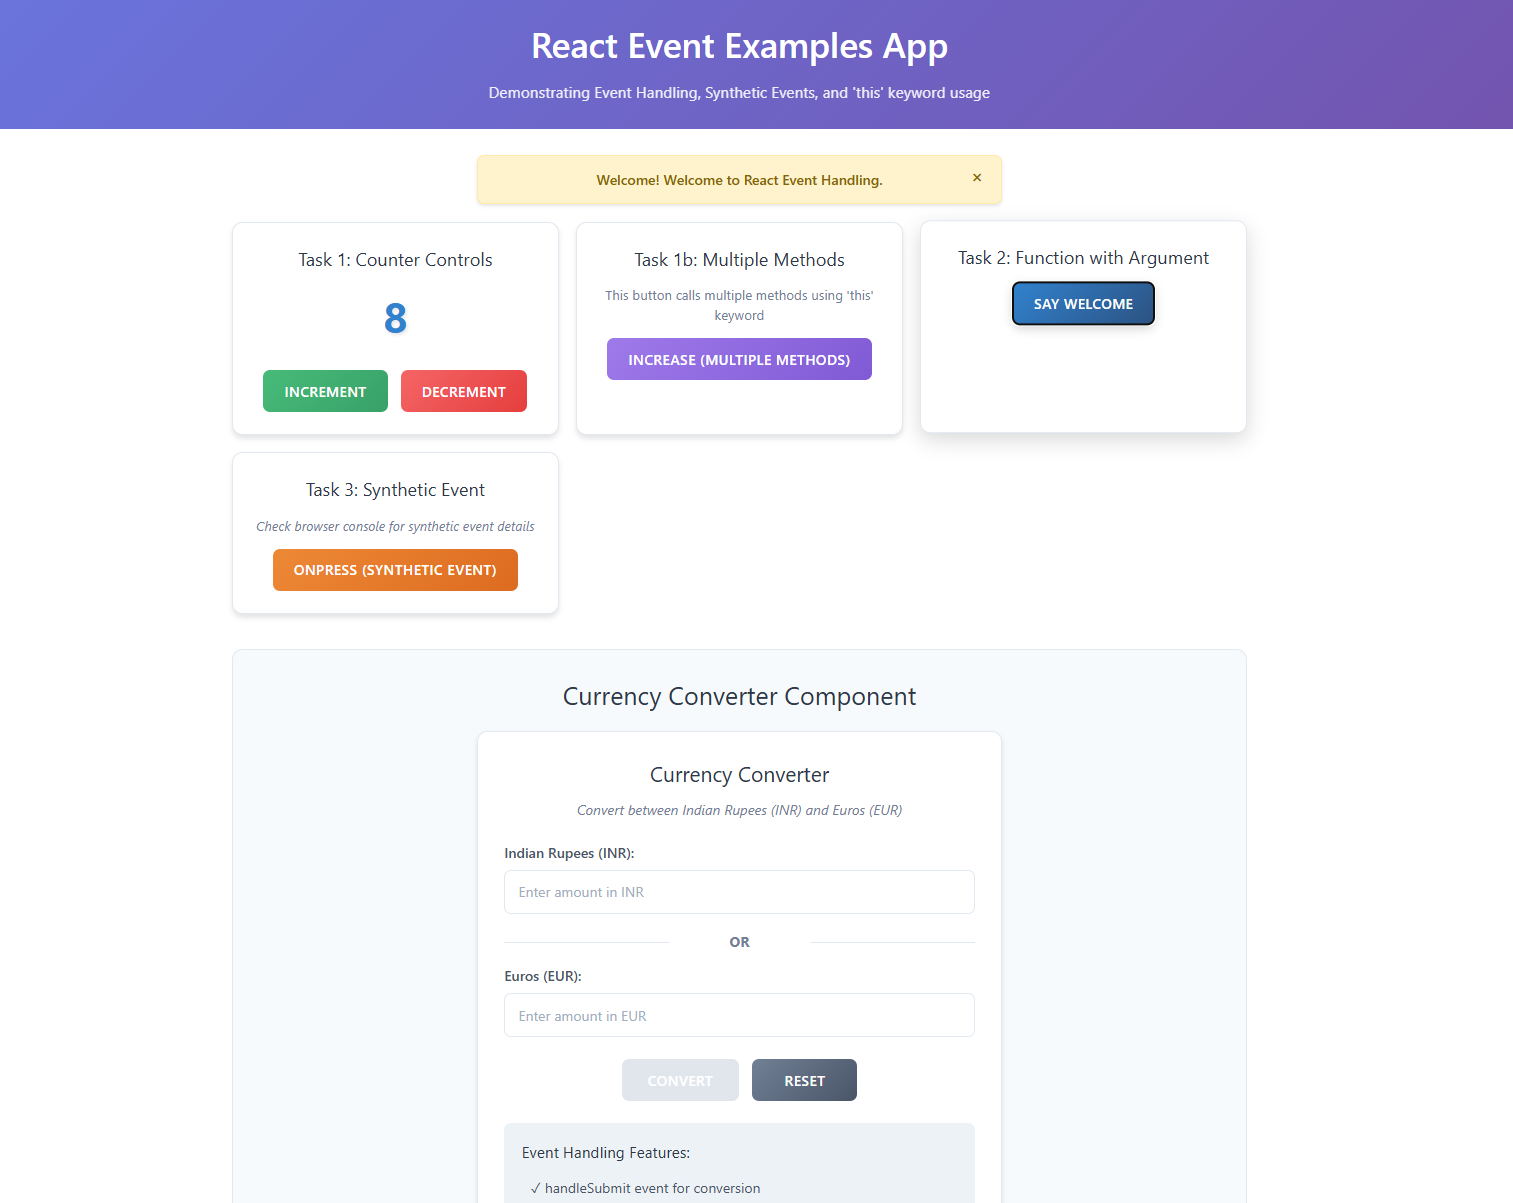 React Event Examples App
Demonstrating Event Handling, Synthetic Events, and 'this' keyword usage
Welcome! Welcome to React Event Handling.
×
Task 1: Counter Controls
8
INCREMENT
DECREMENT
Task 1b: Multiple Methods
This button calls multiple methods using 'this'
keyword
INCREASE (MULTIPLE METHODS)
Task 2: Function with Argument
SAY WELCOME
Task 3: Synthetic Event
Check browser console for synthetic event details
ONPRESS (SYNTHETIC EVENT)
Currency Converter Component
Currency Converter
Convert between Indian Rupees (INR) and Euros (EUR)
Indian Rupees (INR):
Enter amount in INR
OR
Euros (EUR):
Enter amount in EUR
CONVERT
RESET
Event Handling Features:
✓ handleSubmit event for conversion